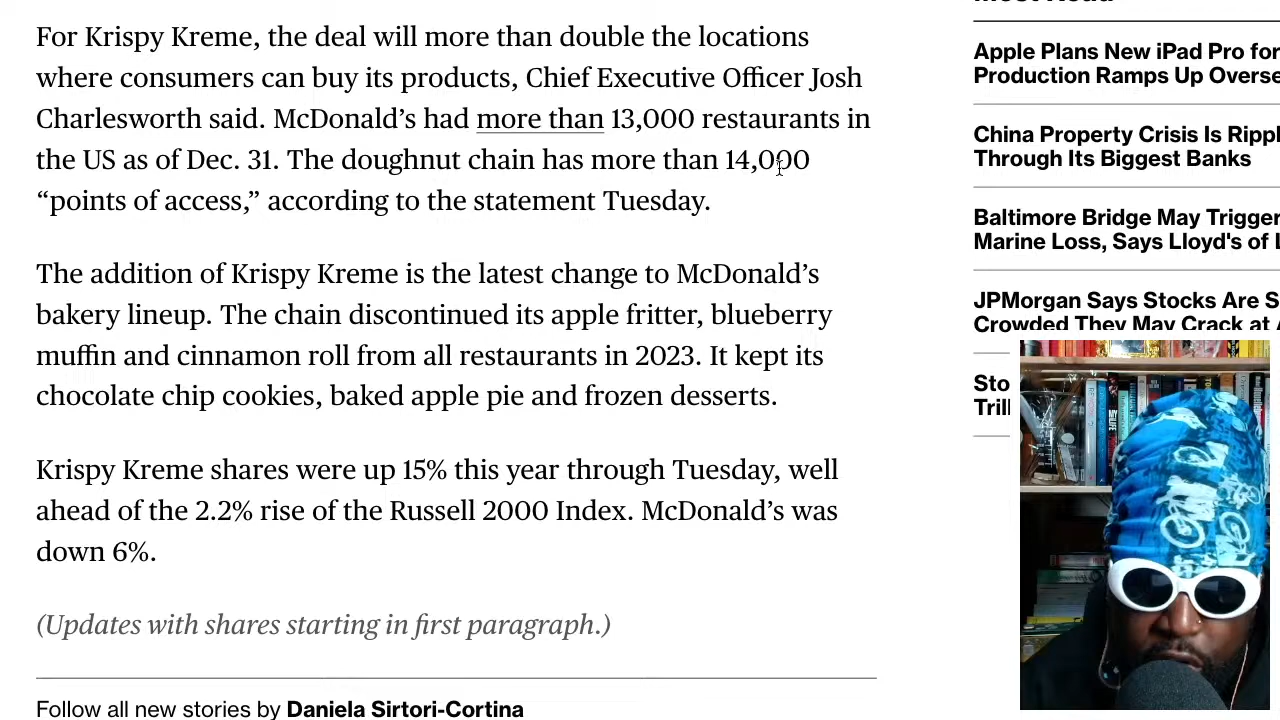 For Krispy Kreme, the deal will more than double the locations
where consumers can buy its products, Chief Executive Officer Josh
Charlesworth said. McDonald’s had more than 13,000 restaurants in
the US as of Dec. 31. The doughnut chain has more than 14,000
“points of access,” according to the statement Tuesday.
The addition of Krispy Kreme is the latest change to McDonald’s
bakery lineup. The chain discontinued its apple fritter, blueberry
muffin and cinnamon roll from all restaurants in 2023. It kept its
chocolate chip cookies, baked apple pie and frozen desserts.
Krispy Kreme shares were up 15% this year through Tuesday, well
ahead of the 2.2% rise of the Russell 2000 Index. McDonald’s was
down 6%.
(Updates with shares starting in first paragraph.)
Follow all new stories by Daniela Sirtori-Cortina
Apple Plans New iPad Pro for
Production Ramps Up Overse
China Property Crisis Is Rippl
Through Its Biggest Banks
Baltimore Bridge May Trigger
Marine Loss, Says Lloyd's of L
JPMorgan Says Stocks Are S
Crowded They May Crack at A
Sto
Trill